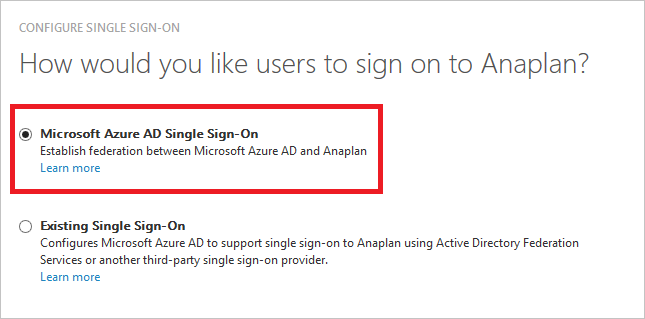 CONFIGURE SINGLE SIGN-ON
How would you like users to sign on to Anaplan?
Microsoft Azure AD Single Sign-On
Establish federation between Microsoft Azure AD and Anaplan
Learn more
Existing Single Sign-On
Configures Microsoft Azure AD to support single sign-on to Anaplan using Active Directory Federation
Services or another third-party single sign-on provider.
Learn more